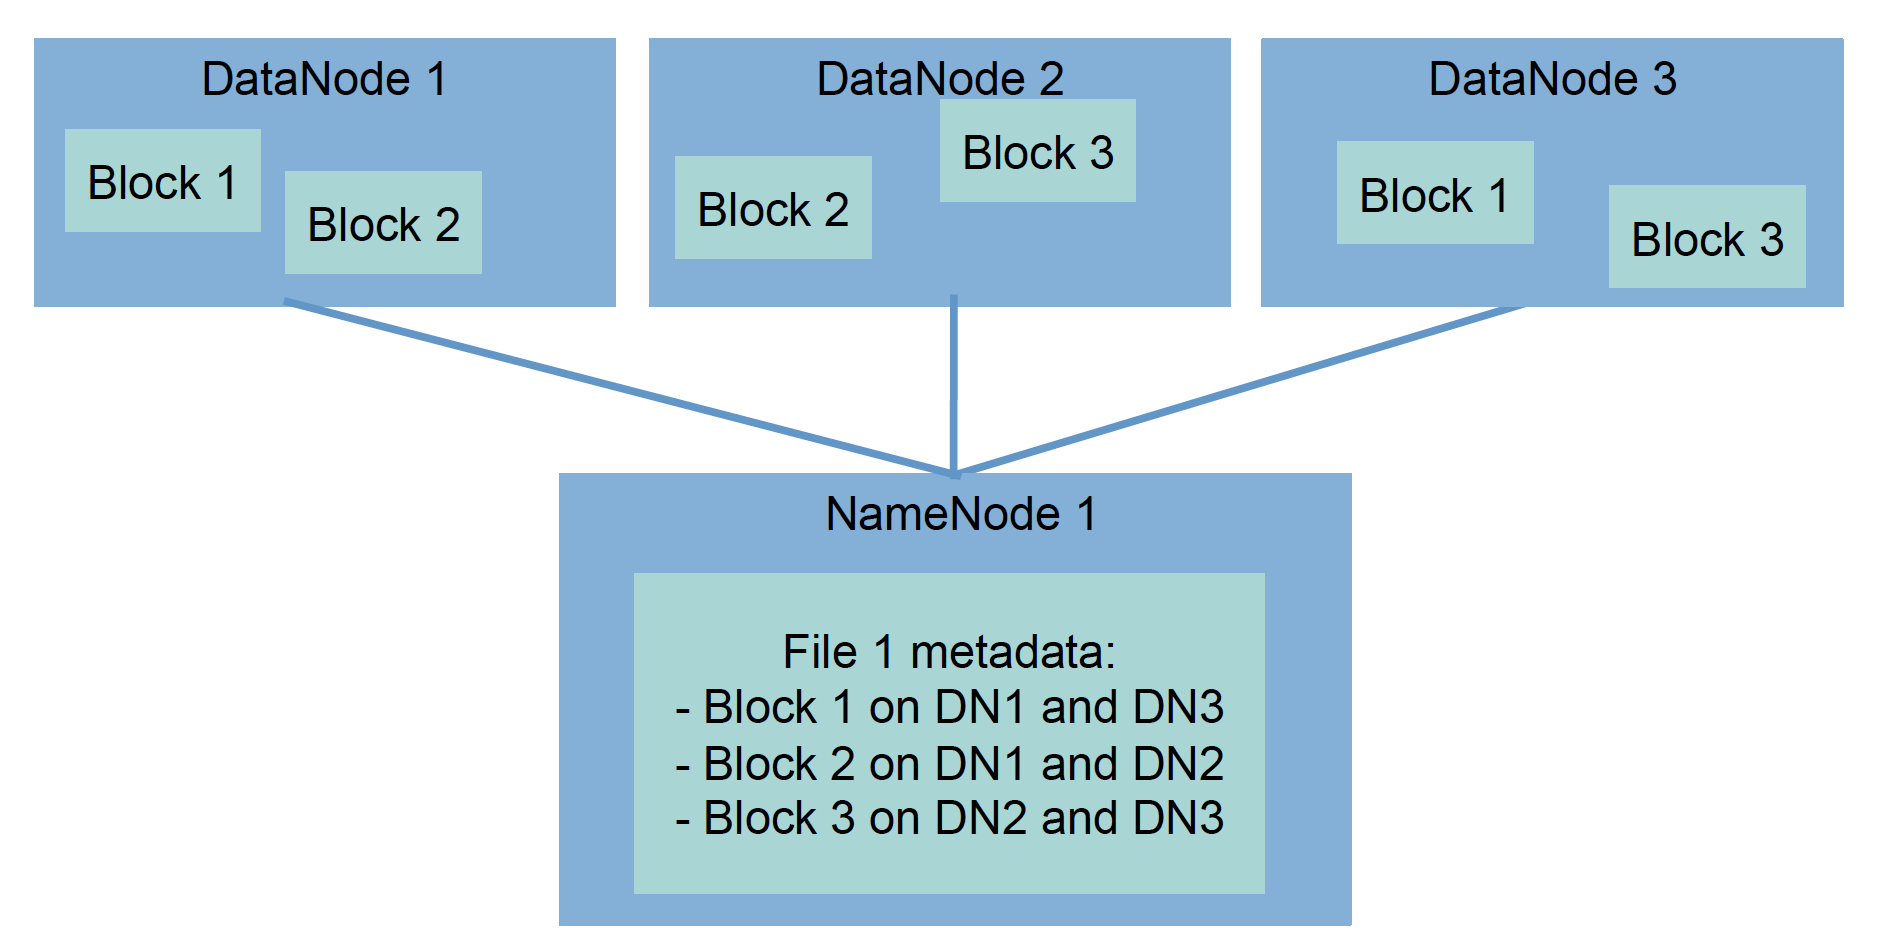 DataNode 1
Block 1
Block 2
DataNode 2
Block 2
Block 3
DataNode 3
Block 1
Block 3
NameNode 1
File 1 metadata:
- Block 1 on DN1 and DN3
- Block 2 on DN1 and DN2
- Block 3 on DN2 and DN3